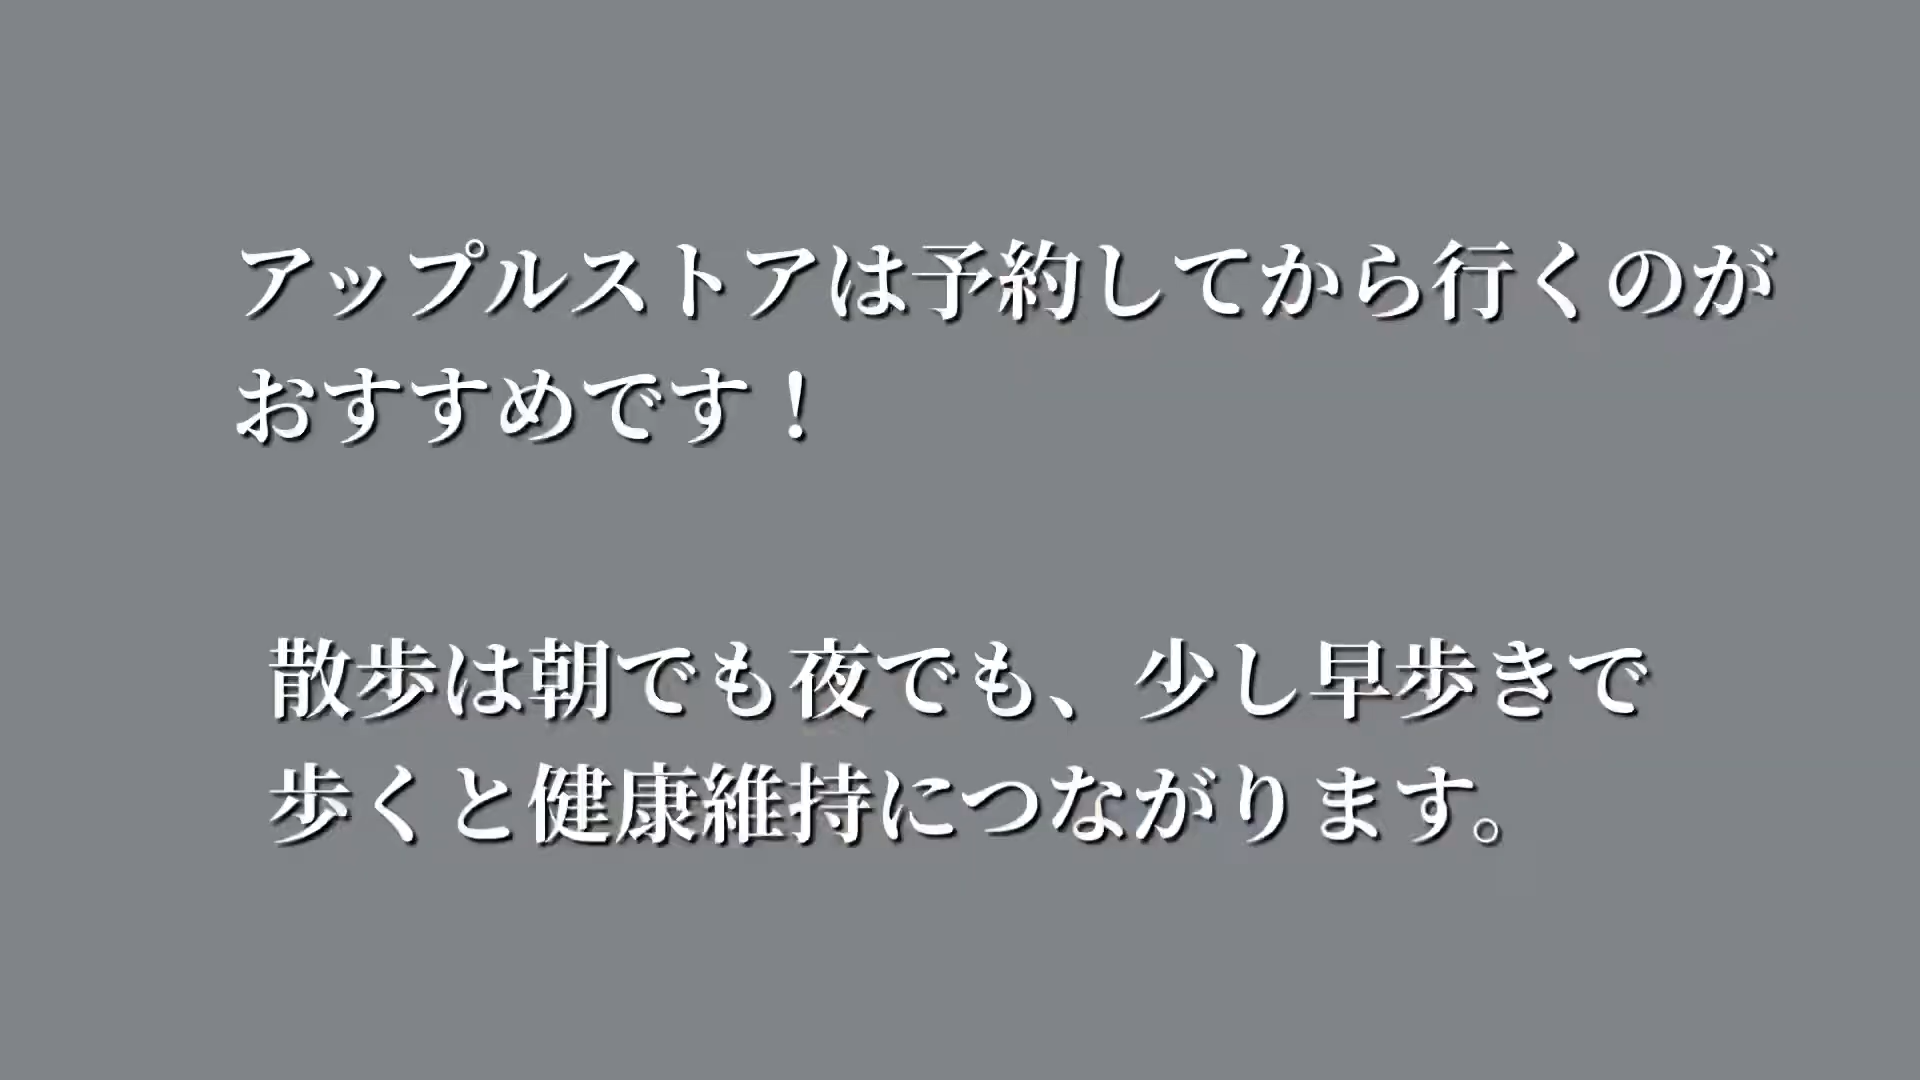 アップルストアは予約してから行くのが
おすすめです！
散歩は朝でも夜でも、少し早歩きで
歩くと健康維持につながります。